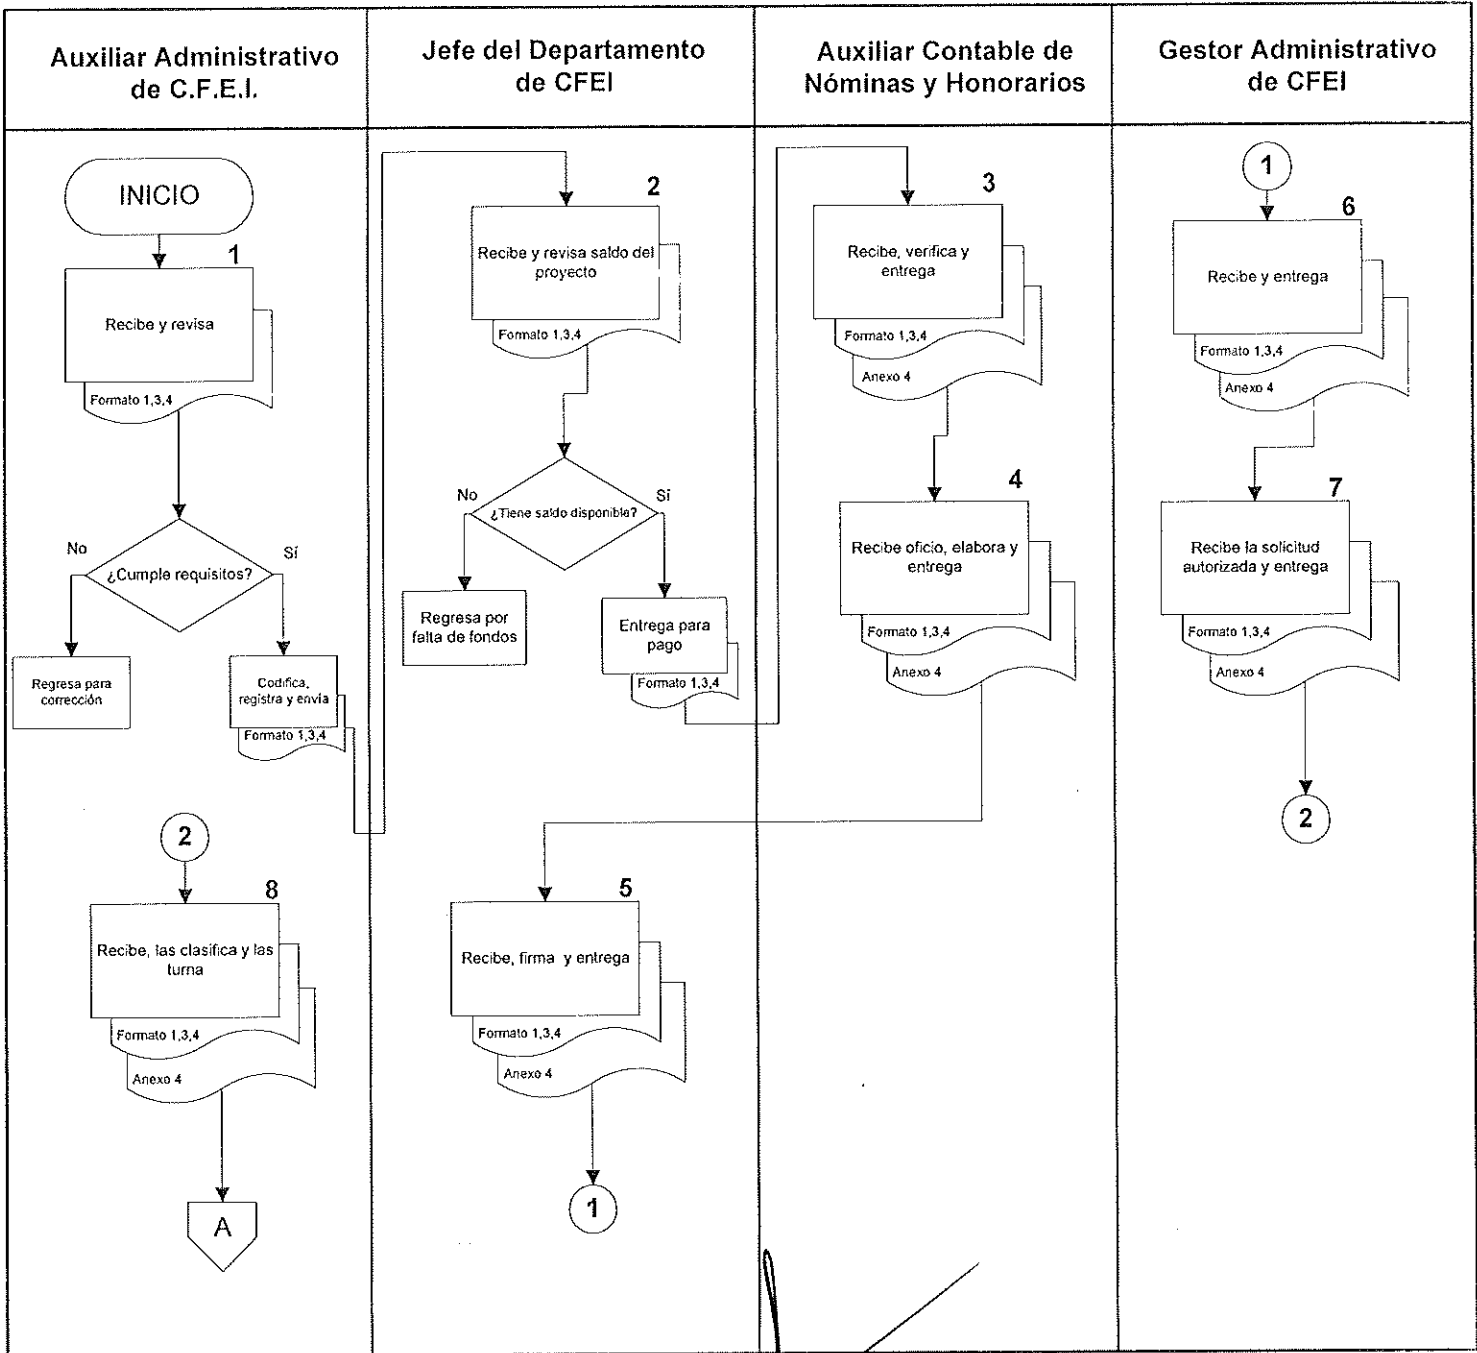 Auxiliar Administrativo
de C.F.E.I.
Jefe del Departamento
de CFEI
Auxiliar Contable de
Nóminas y Honorarios
Gestor Administrativo
de CFEI
INICIO
1
Recibe y revisa
Formato 1,3,4
¿Cumple requisitos?
No
Sí
Regresa para
corrección
Codifica,
registra y envía
Formato 1,3,4
2
Recibe y revisa saldo del
proyecto
Formato 1,3,4
¿Tiene saldo disponible?
No
Sí
Regresa por
falta de fondos
Entrega para
pago
Formato 1,3,4
3
Recibe, verifica y
entrega
Formato 1,3,4
Anexo 4
4
Recibe oficio, elabora y
entrega
Formato 1,3,4
Anexo 4
5
Recibe, firma y entrega
Formato 1,3,4
Anexo 4
1
1
6
Recibe y entrega
Formato 1,3,4
Anexo 4
7
Recibe la solicitud
autorizada y entrega
Formato 1,3,4
Anexo 4
2
2
8
Recibe, las clasifica y las
turna
Formato 1,3,4
Anexo 4
A